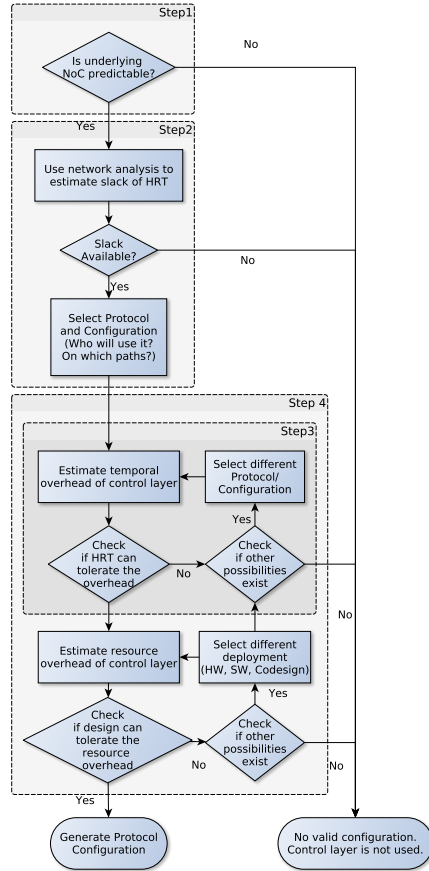 Step1
No
Is underlying
NoC predictable?
Yes
Step2
Use network analysis to
estimate slack of HRT
Slack
Available?
No
Yes
Select Protocol
and Configuration
(Who will use it?
On which paths?)
Step 4
Step3
Estimate temporal
overhead of control layer
Select different
Protocol/
Configuration
Yes
Check
if HRT can
tolerate the
overhead
No
Check
if other
possibilities
exist
No
Estimate resource
overhead of control layer
Select different
deployment
(HW, SW, Codesign)
Yes
Check
if design can
tolerate the
resource
overhead
No
Check
if other
possibilities
exist
No
Yes
Generate Protocol
Configuration
No valid configuration.
Control layer is not used.